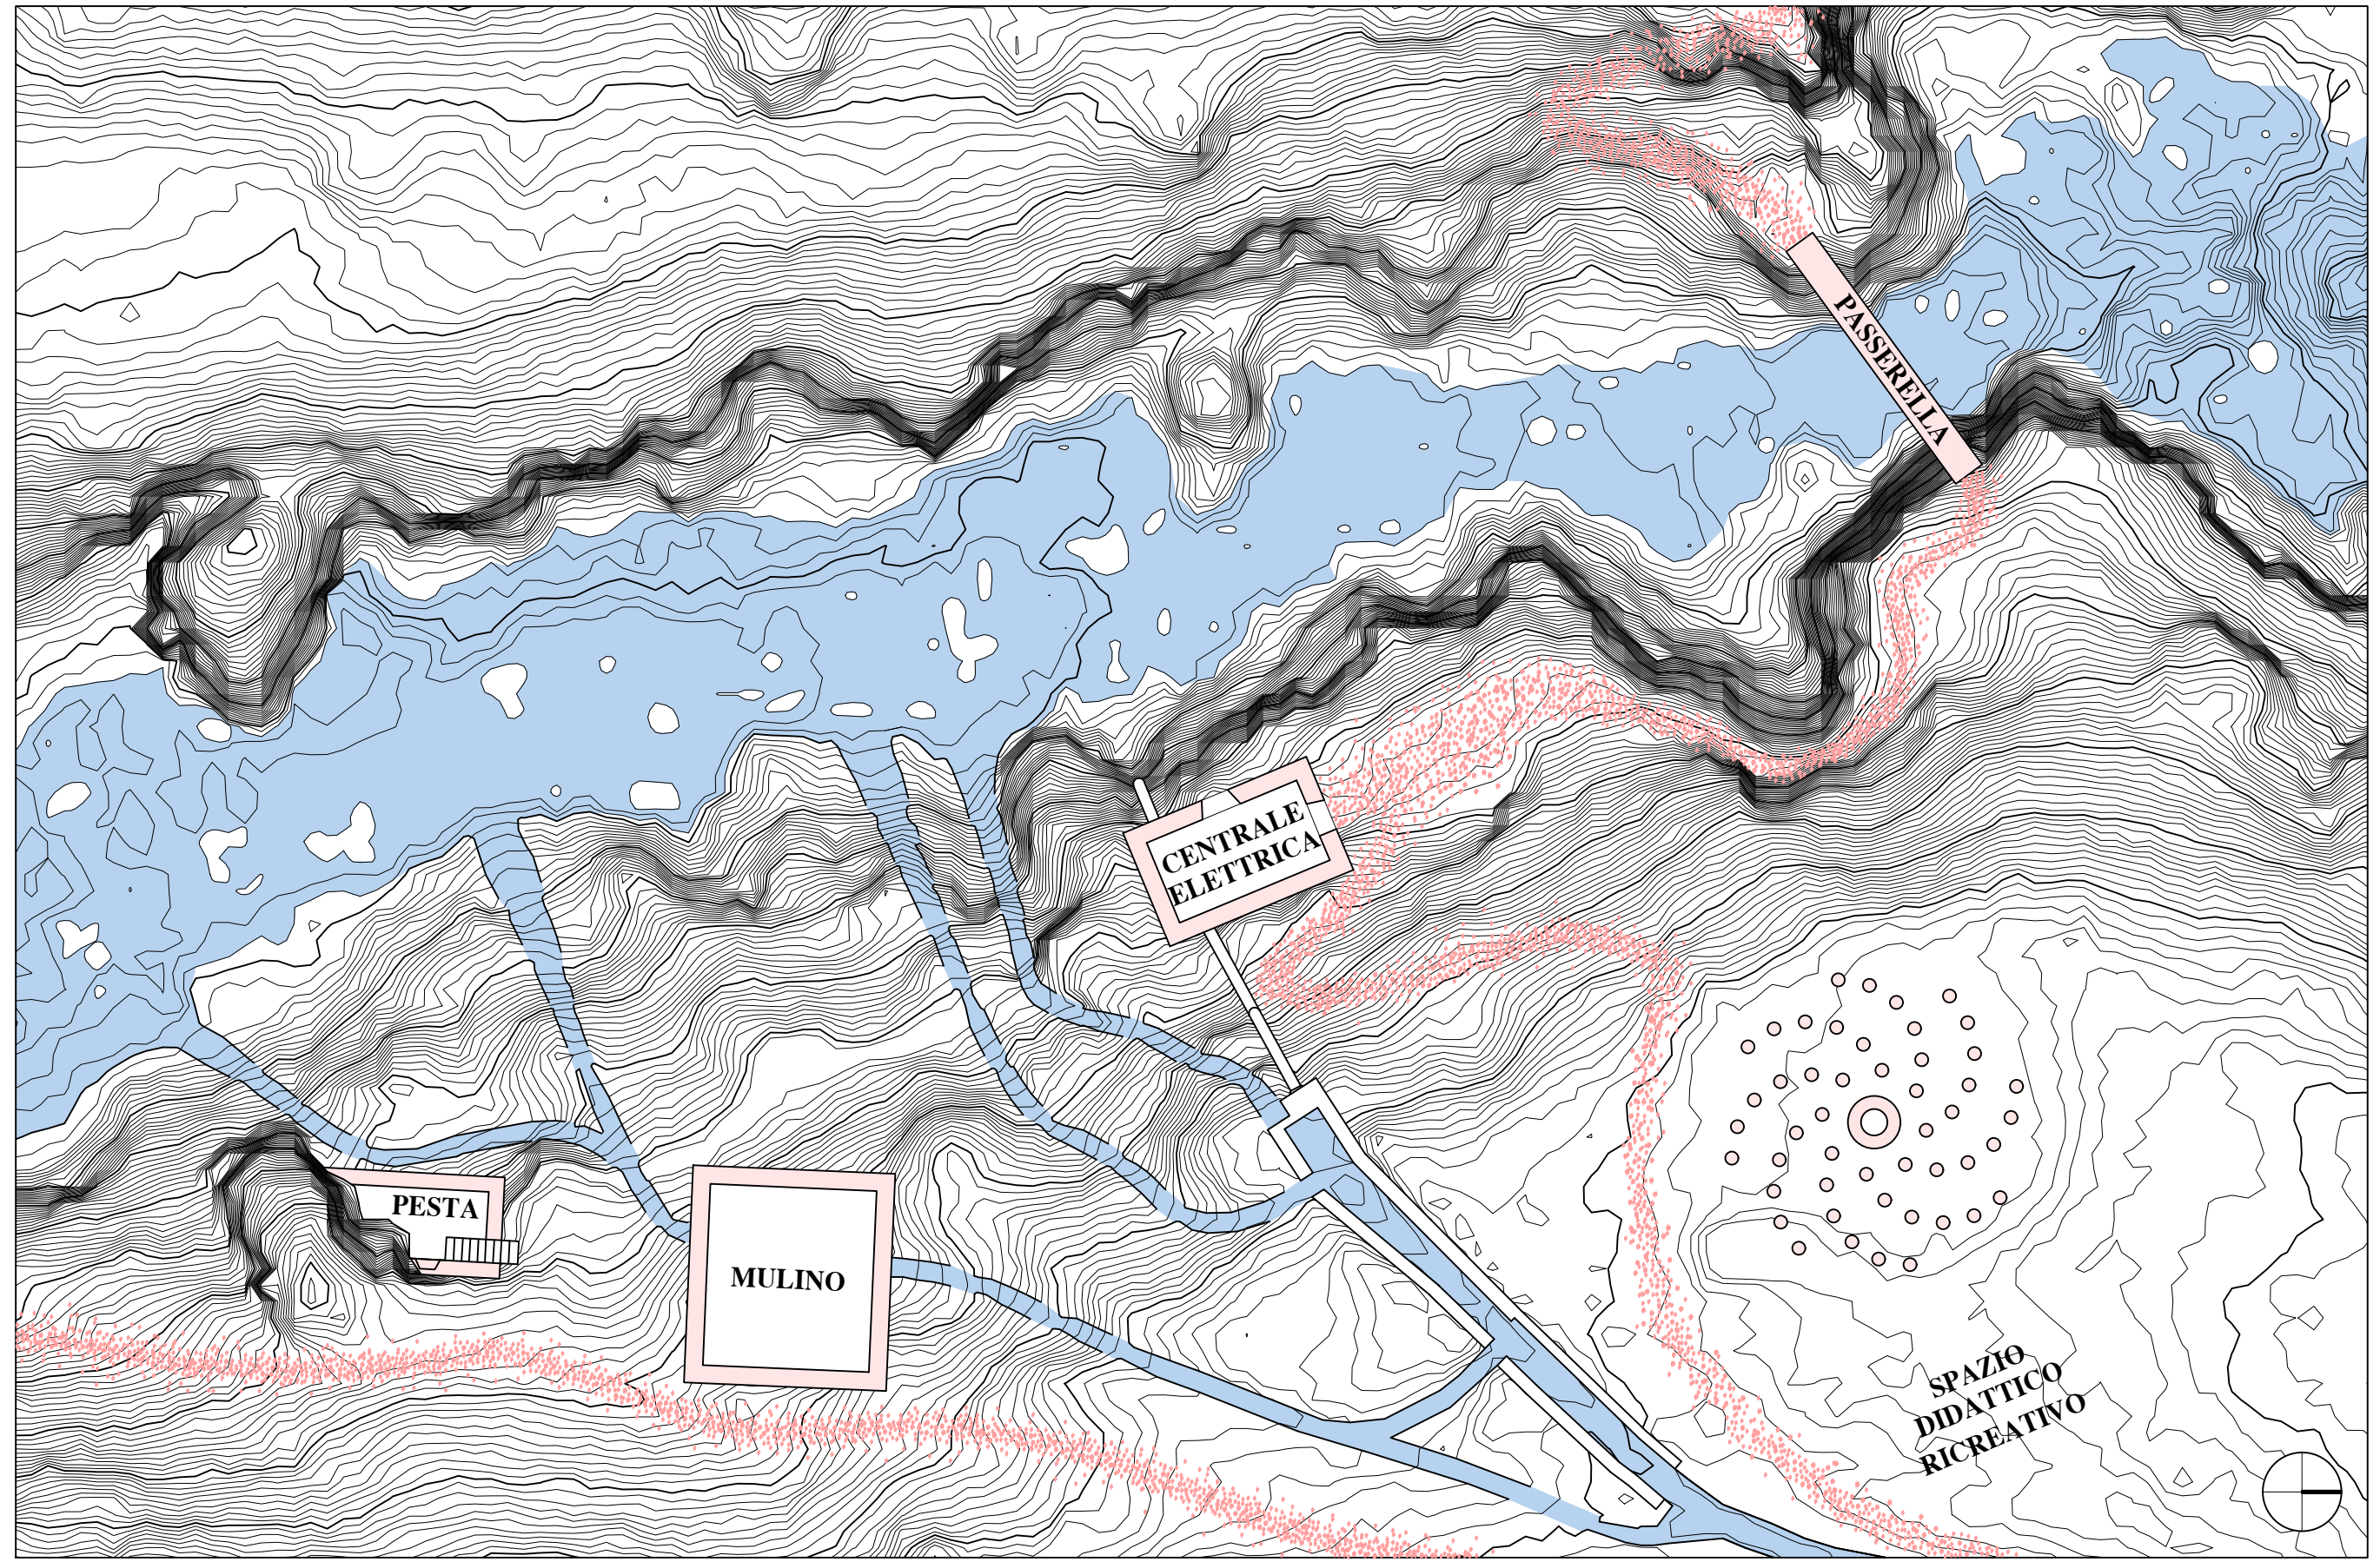 PASSERELLA
CENTRALE
ELETTRICA
PESTA
MULINO
SPAZIO
DIDATTICO
RICREATIVO